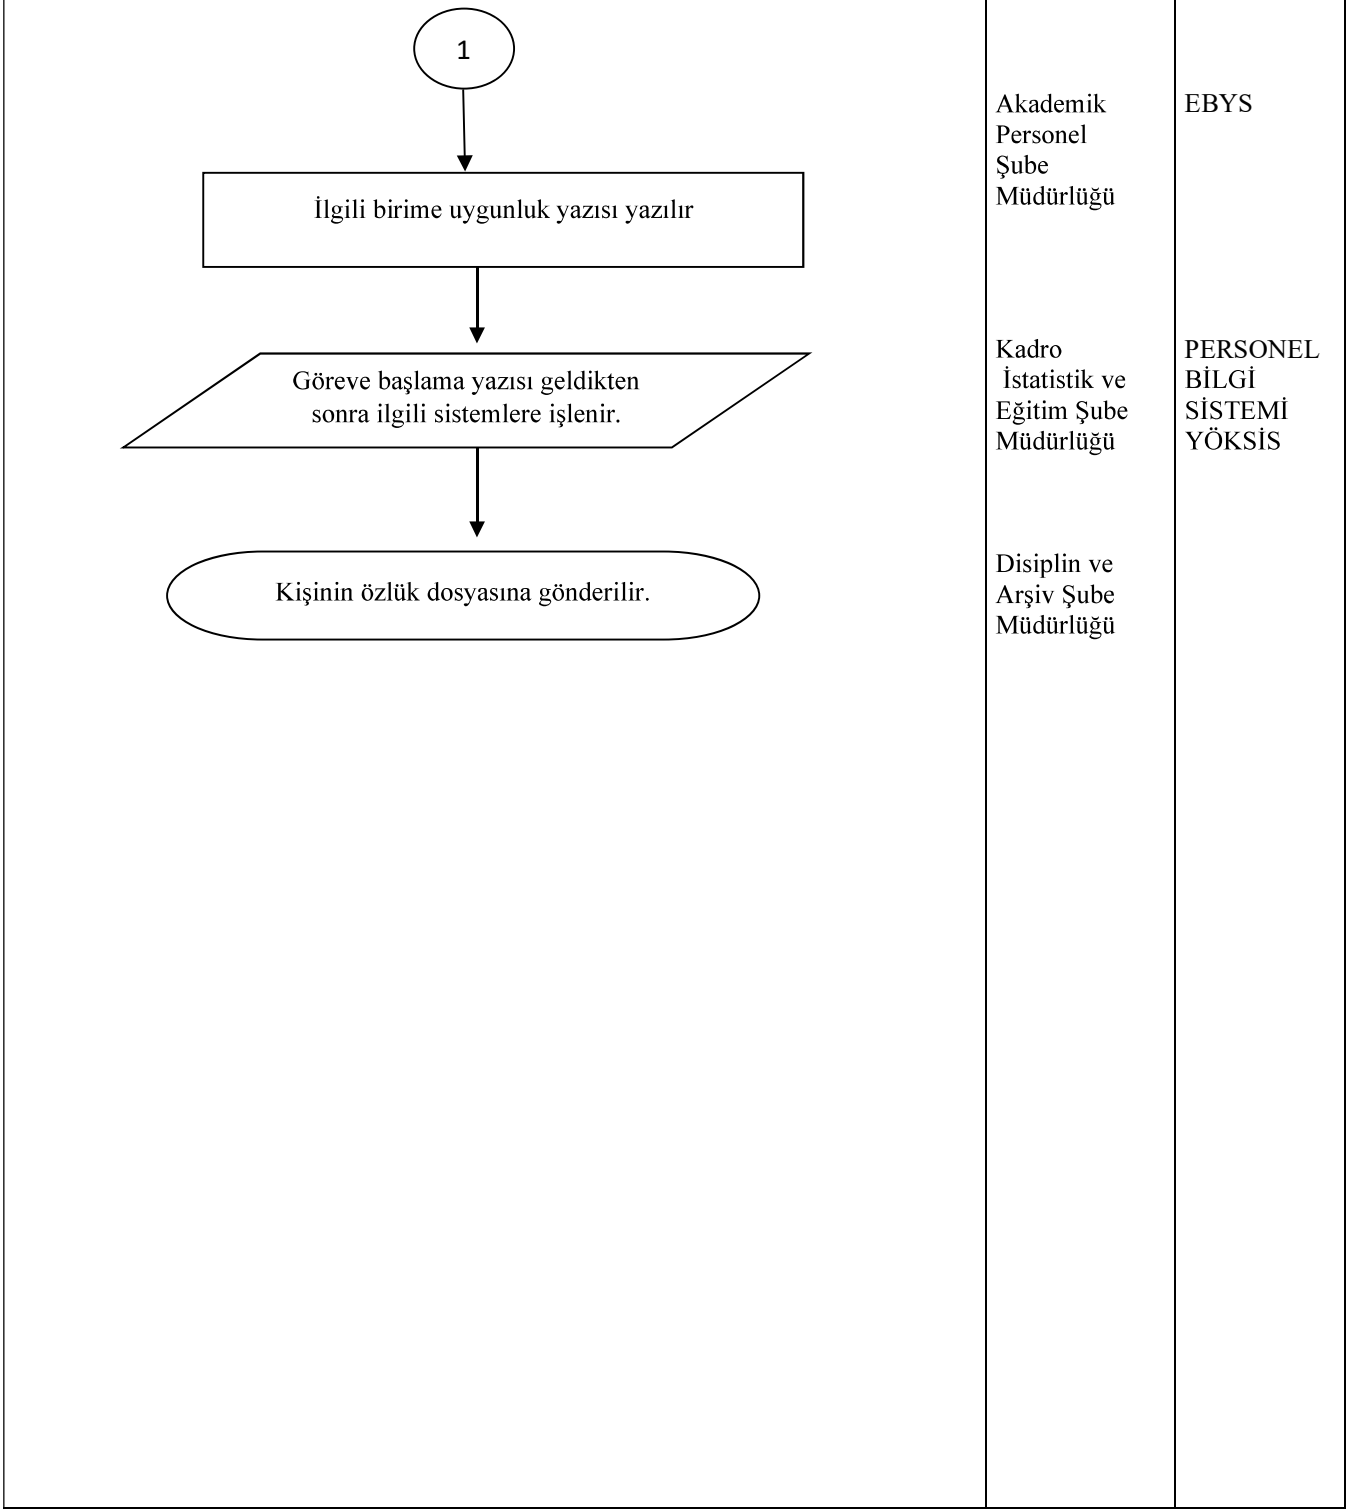 1
Akademik
Personel
Şube
Müdürlüğü
EBYS
İlgili birime uygunluk yazısı yazılır
Göreve başlama yazısı geldikten
sonra ilgili sistemlere işlenir.
Kadro
İstatistik ve
Eğitim Şube
Müdürlüğü
PERSONEL
BİLGİ
SİSTEMİ
YÖKSİS
Kişinin özlük dosyasına gönderilir.
Disiplin ve
Arşiv Şube
Müdürlüğü